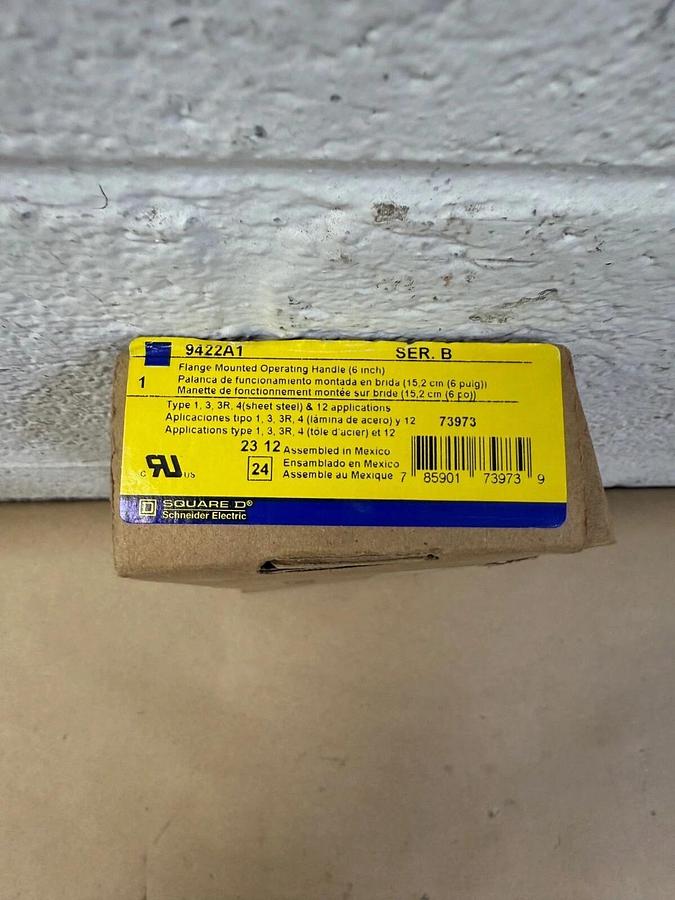 9422A1 SER. B
Flange Mounted Operating Handle (6 inch)
1
Palanca de funcionamiento montada en brida (15,2 cm (6 pulg))
Manette de fonctionnement montée sur bride (15,2 cm (6 po))
Type 1, 3, 3R, 4(sheet steel) & 12 applications
Aplicaciones tipo 1, 3, 3R, 4 (lámina de acero) y 12 73973
Applications type 1, 3, 3R, 4 (tôle d'acier) et 12
23 12 Assembled in Mexico
24 Ensamblado en Mexico
Assemblé au Mexique
c RU US
7 85901 73973 9
D SQUARE D®
Schneider Electric